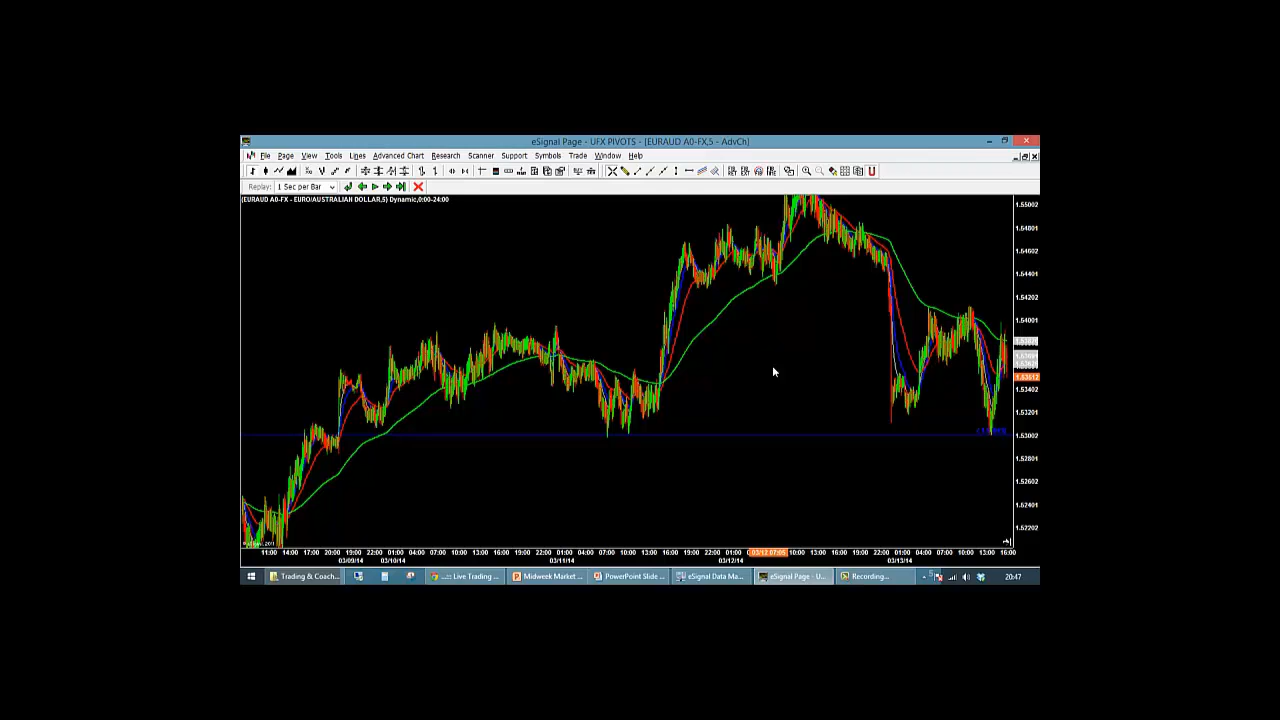 eSignal Page - UFX PIVOTS - [EURAUD A0-FX,5 - AdvCh]
File Page View Tools Lines Advanced Chart Research Scanner Support Symbols Trade Window Help
Replay: 1 Sec per Bar
(EURAUD A0-FX - EURO/AUSTRALIAN DOLLAR,5) Dynamic,0:00-24:00
1.55002
1.54801
1.54602
1.54401
1.54202
1.54001
1.53402
1.53201
1.53002
1.52801
1.52602
1.52401
1.52202
11:00 14:00 17:00 19:00 22:00 01:00 04:00 07:00 10:00 13:00 16:00 19:00 22:00 01:00 04:00 07:00 10:00 16:00 19:00 22:00 01:00 03/12 07:05 10:00 13:00 16:00 19:00 22:00 01:00 04:00 07:00 10:00 13:00 16:00
03/09/14 03/10/14 03/11/14 03/12/14 03/13/14
Trading & Coach... Live Trading ... Midweek Market ... PowerPoint Slide ... eSignal Data Ma... eSignal Page - U... Recording... 20:47